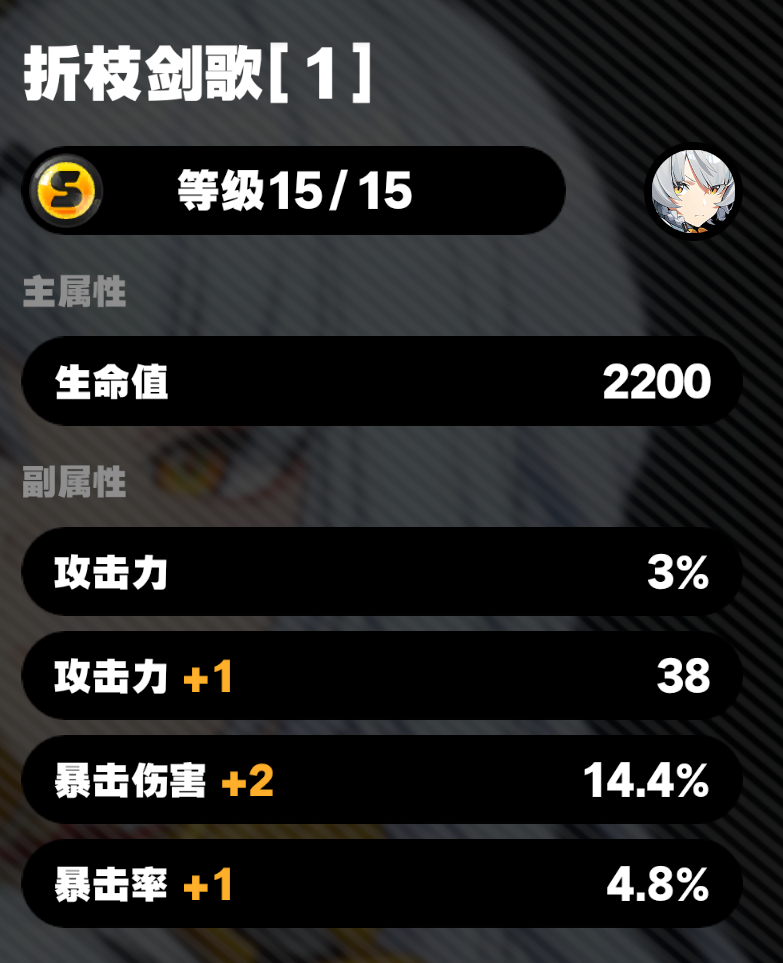 折枝剑歌[1]
S 等级15/15
主属性
生命值 2200
副属性
攻击力 3%
攻击力 +1 38
暴击伤害 +2 14.4%
暴击率 +1 4.8%